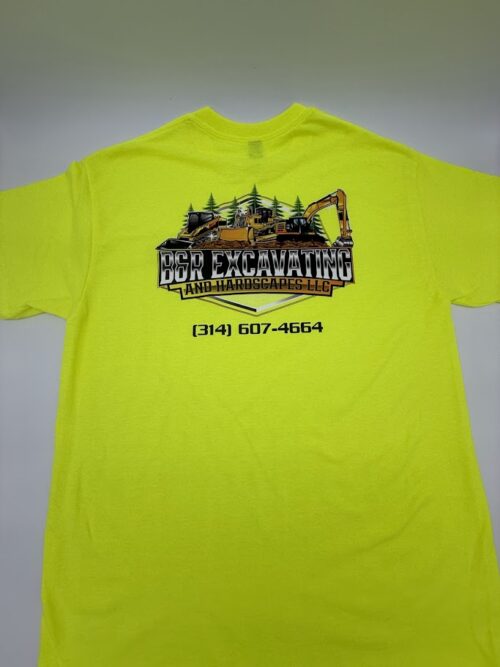 B&R EXCAVATING
AND HARDSCAPES LLC
(314) 607-4664